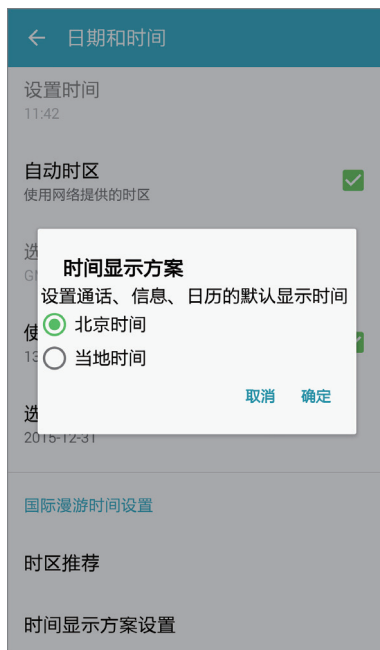 日期和时间
设置时间
11:42
自动时区
使用网络提供的时区
选
时间显示方案
设置通话、信息、日历的默认显示时间
北京时间
使
13
当地时间
取消 确定
选
2015-12-31
国际漫游时间设置
时区推荐
时间显示方案设置